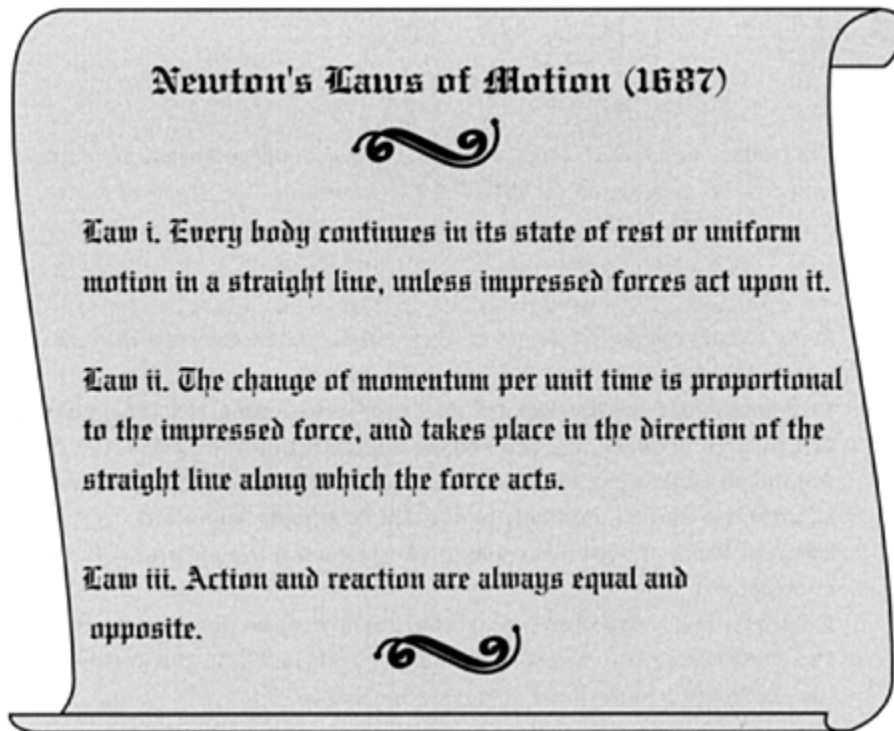 Newton's Laws of Motion (1687)
Law i. Every body continues in its state of rest or uniform
motion in a straight line, unless impressed forces act upon it.
Law ii. The change of momentum per unit time is proportional
to the impressed force, and takes place in the direction of the
straight line along which the force acts.
Law iii. Action and reaction are always equal and
opposite.